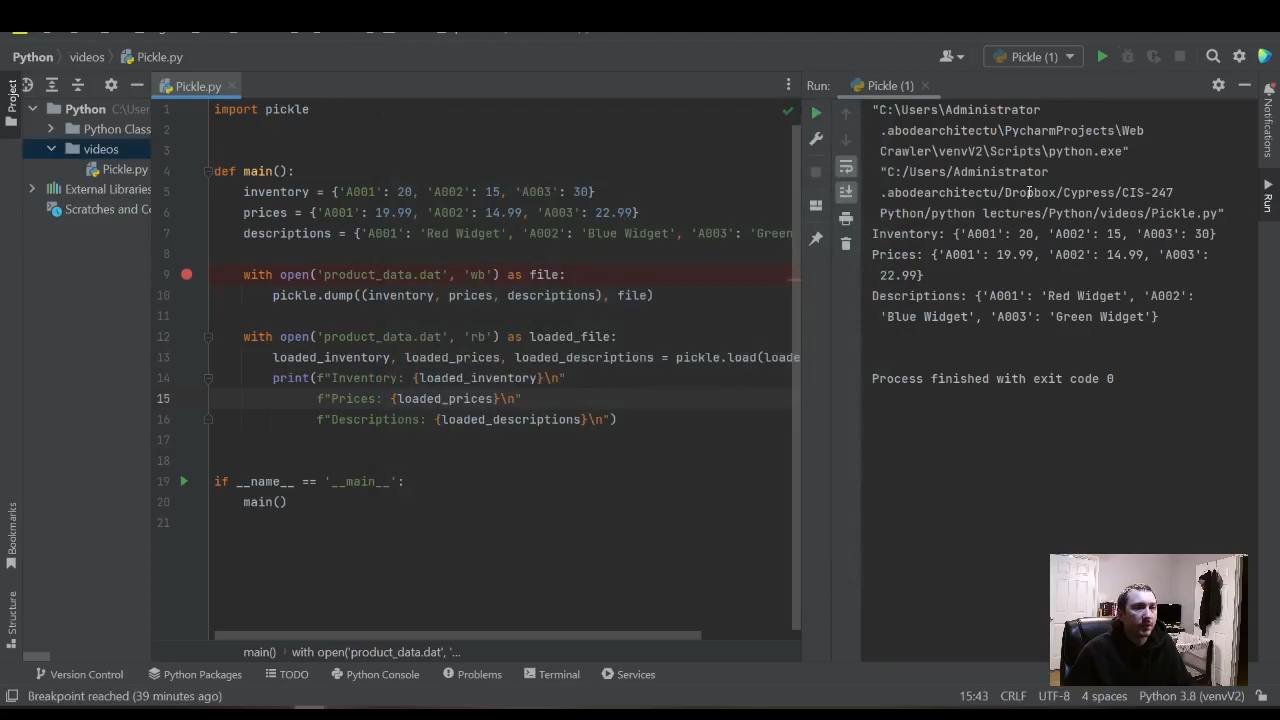 Python videos Pickle.py
Pickle (1)
Project
Pickle.py
Run: Pickle (1)
Python C:\User
Python Class
videos
Pickle.py
External Libraries
Scratches and Co
1 import pickle
2
3
4 def main():
5 inventory = {'A001': 20, 'A002': 15, 'A003': 30}
6 prices = {'A001': 19.99, 'A002': 14.99, 'A003': 22.99}
7 descriptions = {'A001': 'Red Widget', 'A002': 'Blue Widget', 'A003': 'Green
8
9 with open('product_data.dat', 'wb') as file:
10 pickle.dump((inventory, prices, descriptions), file)
11
12 with open('product_data.dat', 'rb') as loaded_file:
13 loaded_inventory, loaded_prices, loaded_descriptions = pickle.load(loade
14 print(f"Inventory: {loaded_inventory}\n"
15 f"Prices: {loaded_prices}\n"
16 f"Descriptions: {loaded_descriptions}\n")
17
18
19 if __name__ == '__main__':
20 main()
21
"C:\Users\Administrator
.abodearchitectu\PycharmProjects\Web
Crawler\venvV2\Scripts\python.exe"
"C:/Users/Administrator
.abodearchitectu/Dropbox/Cypress/CIS-247
Python/python lectures/Python/videos/Pickle.py"
Inventory: {'A001': 20, 'A002': 15, 'A003': 30}
Prices: {'A001': 19.99, 'A002': 14.99, 'A003':
22.99}
Descriptions: {'A001': 'Red Widget', 'A002':
'Blue Widget', 'A003': 'Green Widget'}
Process finished with exit code 0
Notifications
Run
Bookmarks
Structure
main() with open('product_data.dat', '...
Version Control Python Packages TODO Python Console Problems Terminal Services
Breakpoint reached (39 minutes ago) 15:43 CRLF UTF-8 4 spaces Python 3.8 (venvV2)